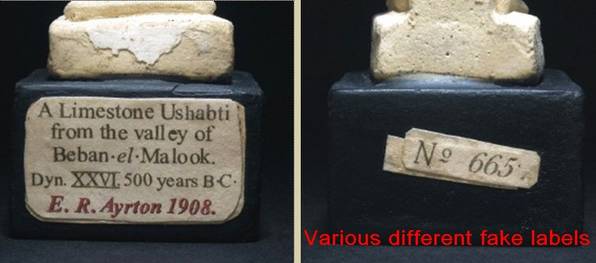 A Limestone Ushabti
from the valley of
Beban·el·Malook.
Dyn. XXVI. 500 years B·C·
E. R. Ayrton 1908.
Nº 665·
Various different fake labels